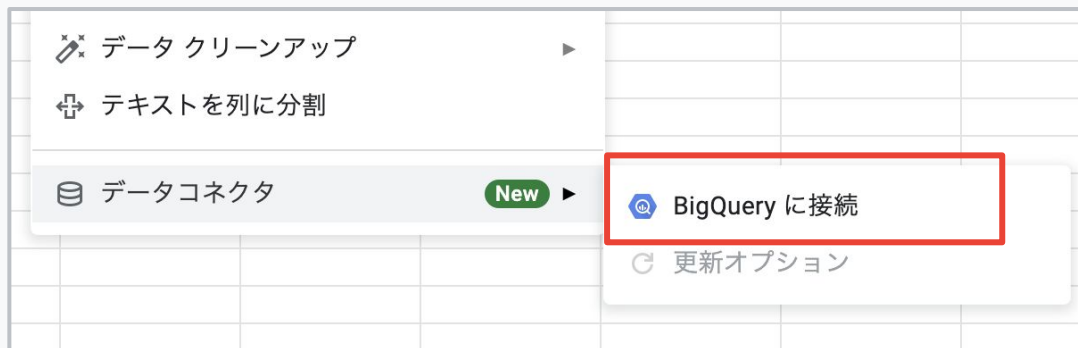 データ クリーンアップ
テキストを列に分割
データコネクタ New
BigQuery に接続
更新オプション